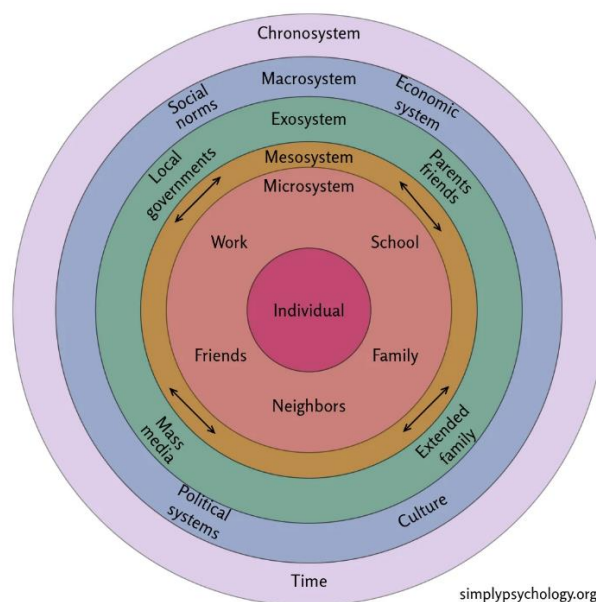 Chronosystem
Macrosystem
Social
norms
Economic
system
Exosystem
Local
governments
Parents
friends
Mesosystem
Microsystem
Work
School
Individual
Friends
Family
Neighbors
Mass
media
Extended
family
Political
systems
Culture
Time
simplypsychology.org